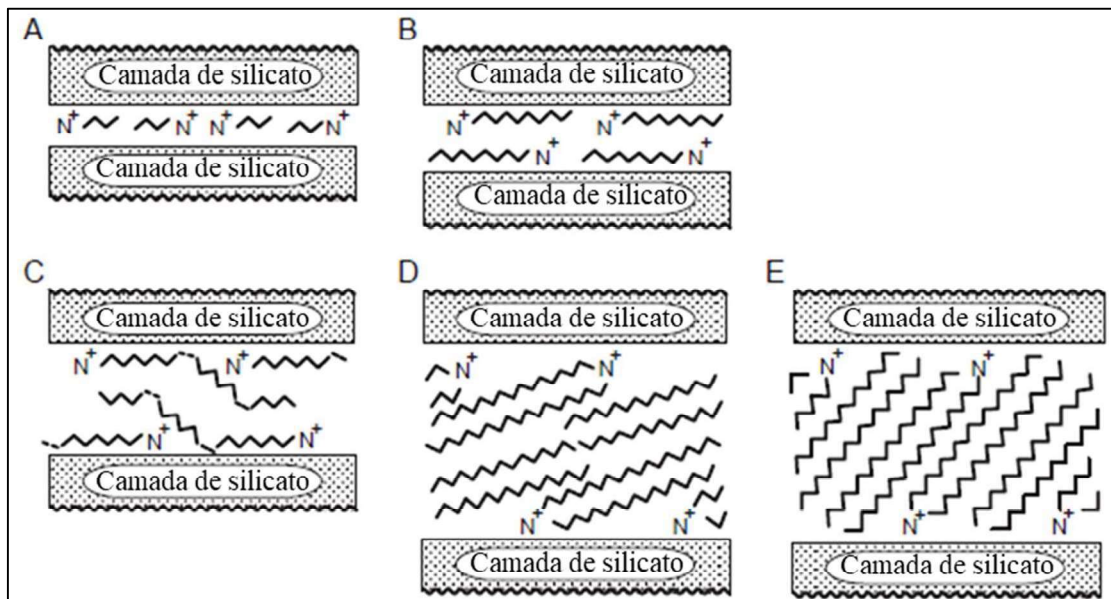 A
Camada de silicato
N+ N+ N+ N+
Camada de silicato
B
Camada de silicato
N+ N+
N+ N+
Camada de silicato
C
Camada de silicato
N+ N+
N+ N+
Camada de silicato
D
Camada de silicato
N+ N+
N+ N+
Camada de silicato
E
Camada de silicato
N+ N+
N+ N+
Camada de silicato